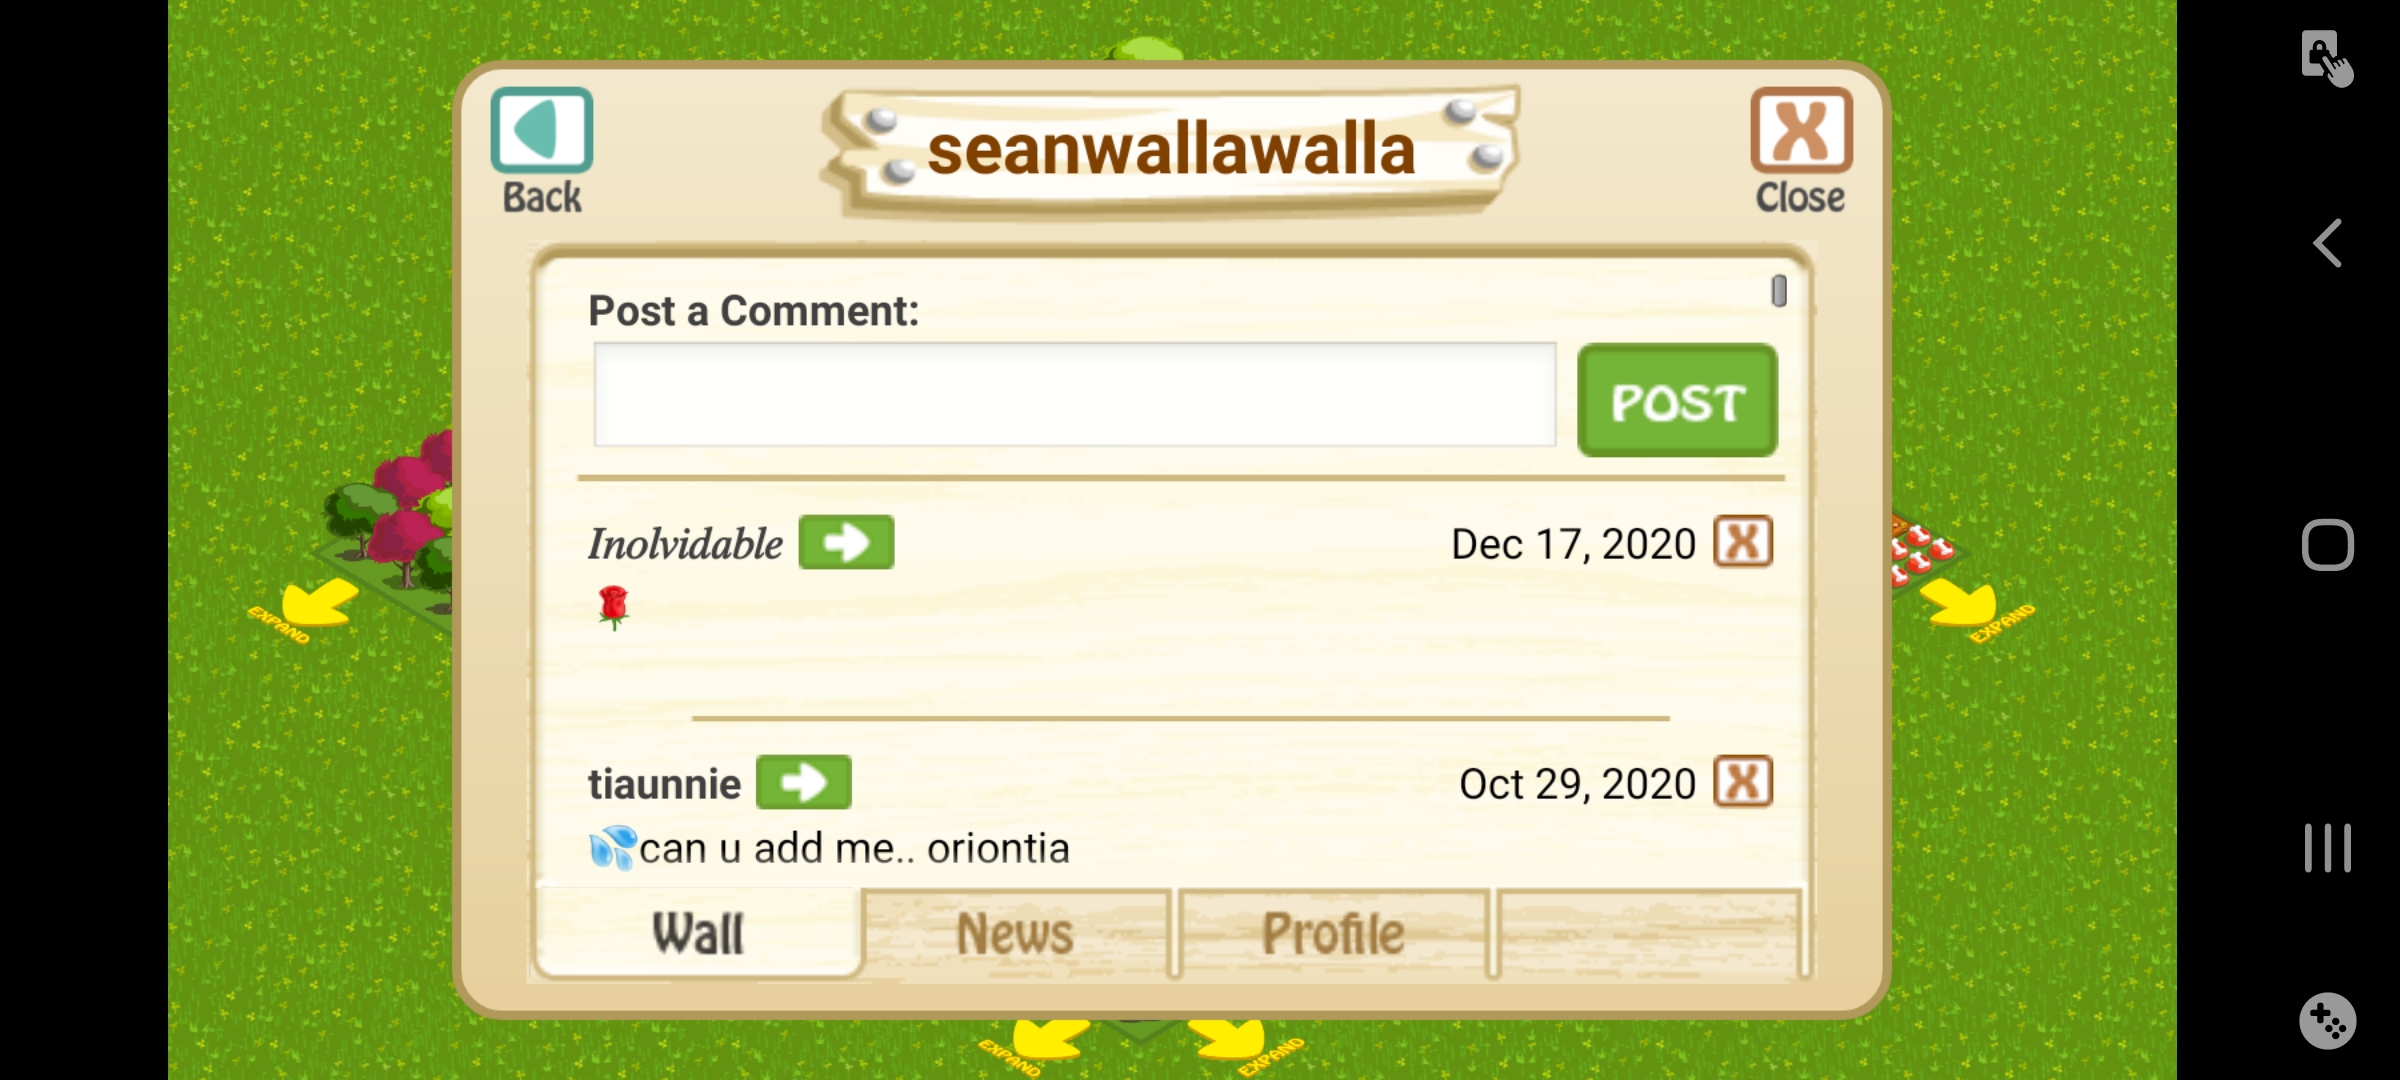 seanwallawalla
Back
Close
Post a Comment:
POST
Inolvidable
Dec 17, 2020
X
🌹
tiaunnie
Oct 29, 2020
X
💦can u add me.. oriontia
Wall
News
Profile
EXPAND
EXPAND
EXPAND
EXPAND